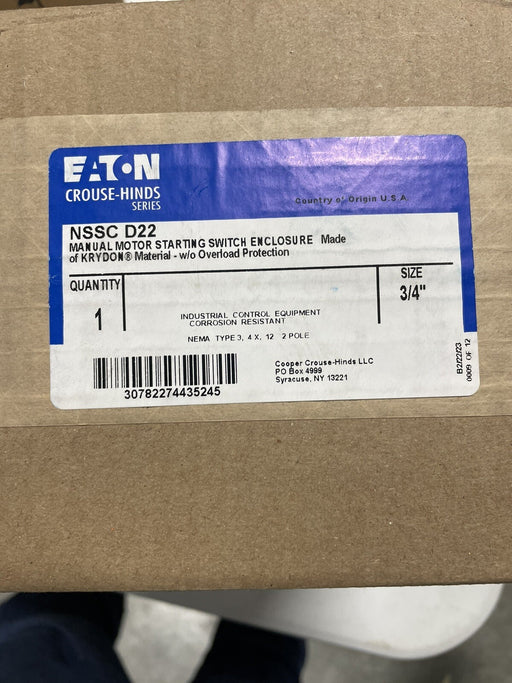 EATON
CROUSE-HINDS
SERIES
Country of Origin U.S.A.
NSSC D22
MANUAL MOTOR STARTING SWITCH ENCLOSURE Made
of KRYDON® Material - w/o Overload Protection
QUANTITY
1
SIZE
3/4"
INDUSTRIAL CONTROL EQUIPMENT
CORROSION RESISTANT
NEMA TYPE 3, 4 X, 12 2 POLE
30782274435245
Cooper Crouse-Hinds LLC
PO Box 4999
Syracuse, NY 13221
B2/22/23
0009 OF 12